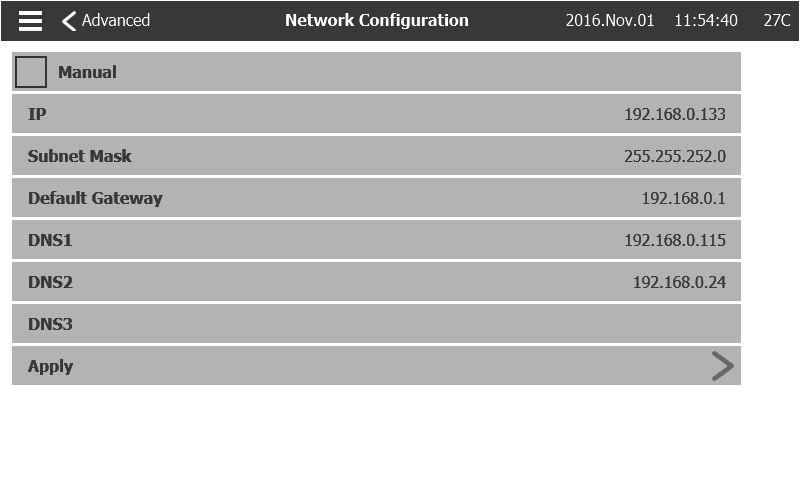 Advanced Network Configuration 2016.Nov.01 11:54:40 27C
Manual
IP 192.168.0.133
Subnet Mask 255.255.252.0
Default Gateway 192.168.0.1
DNS1 192.168.0.115
DNS2 192.168.0.24
DNS3
Apply